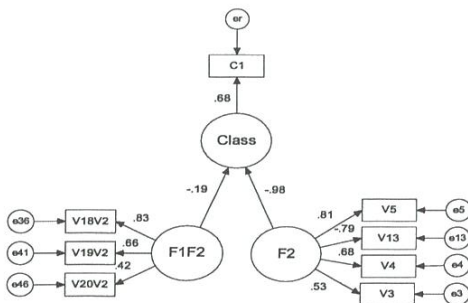 er
C1
.68
Class
-.19
-.98
e36
V18V2
.83
e41
V19V2
.66
e46
V20V2
.42
F1F2
F2
.81
V5
e5
-.79
V13
e13
.68
V4
e4
.53
V3
e3